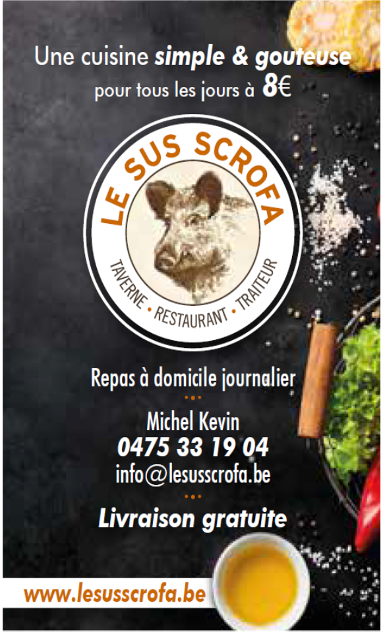 Une cuisine simple & gouteuse
pour tous les jours à 8€
LE SUS SCROFA
TAVERNE • RESTAURANT • TRAITEUR
Repas à domicile journalier
Michel Kevin
0475 33 19 04
info@lesusscrofa.be
Livraison gratuite
www.lesusscrofa.be